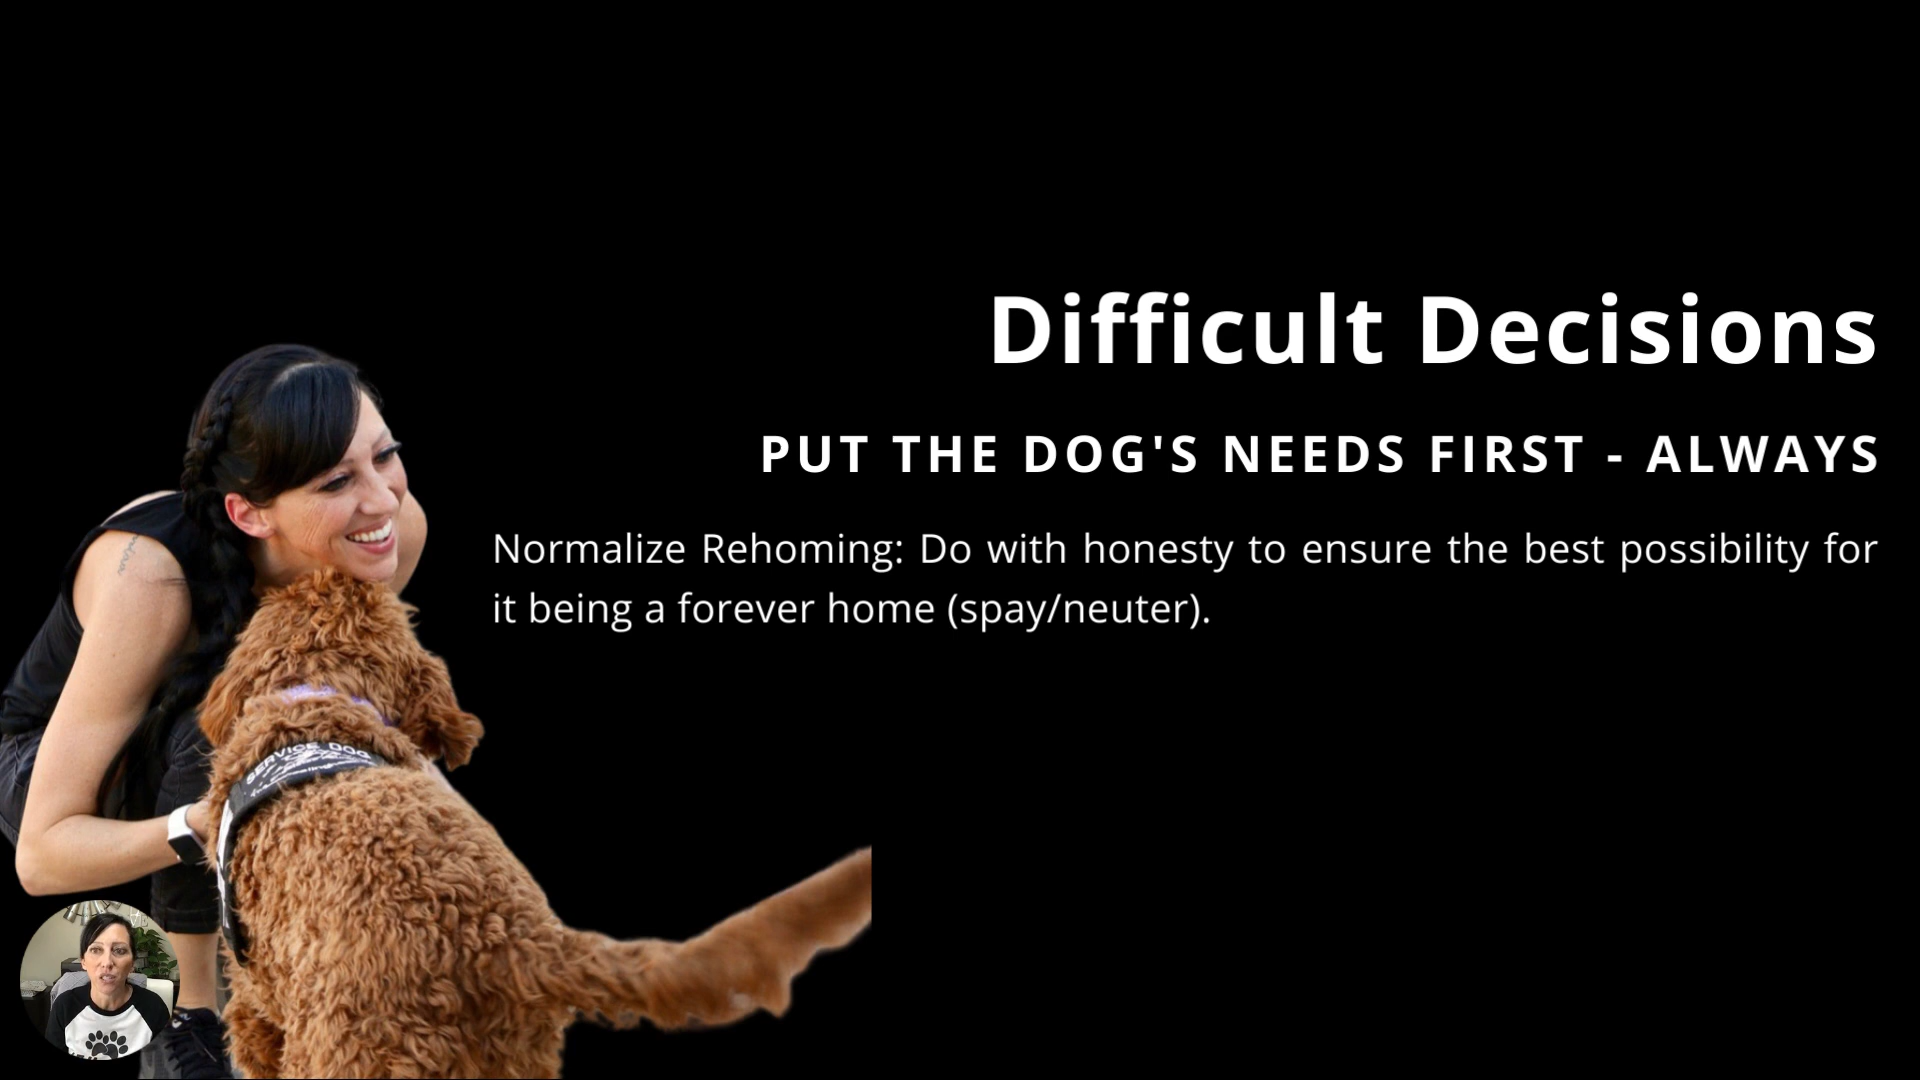 Difficult Decisions
PUT THE DOG'S NEEDS FIRST - ALWAYS
Normalize Rehoming: Do with honesty to ensure the best possibility for
it being a forever home (spay/neuter).
SERVICE DOG